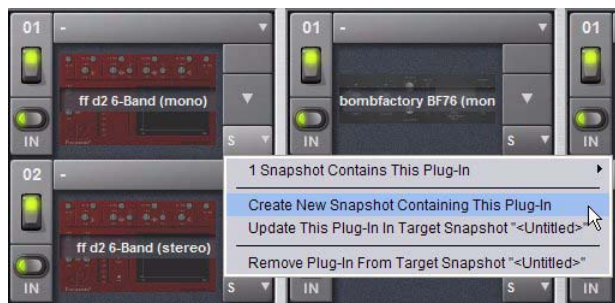 01 - 01 - 01
ff d2 6-Band (mono) bombfactory BF76 (mon
IN S IN S IN
02 -
1 Snapshot Contains This Plug-In
Create New Snapshot Containing This Plug-In
ff d2 6-Band (stereo) Update This Plug-In In Target Snapshot "<Untitled>"
Remove Plug-In From Target Snapshot "<Untitled>"
IN S IN S IN